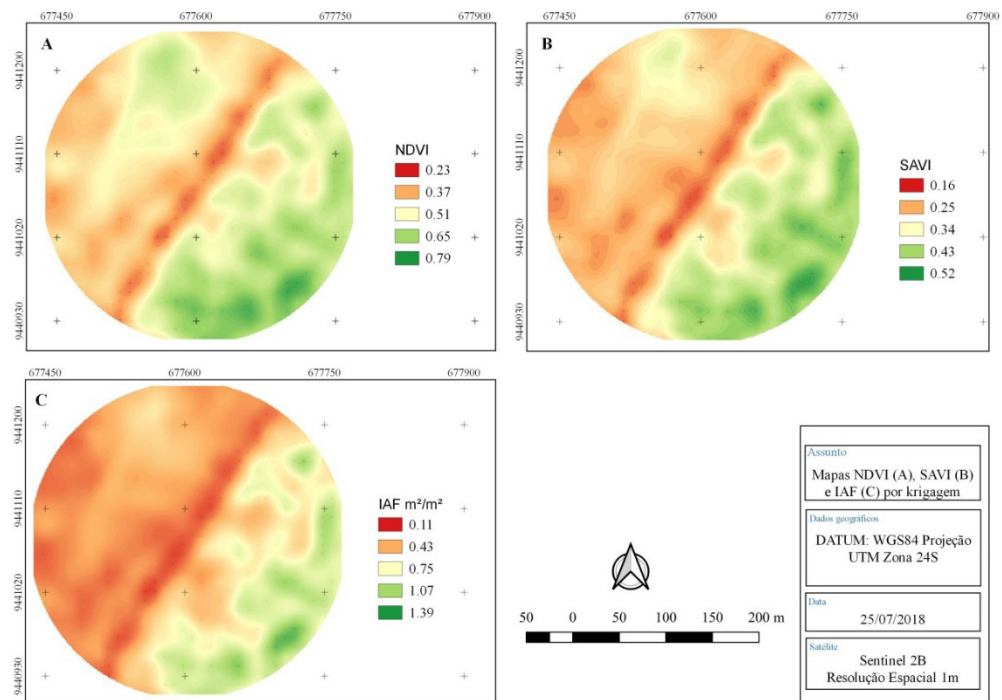 677450 677600 677750 677900
A
9441200
9441110
9441020
9440930
NDVI
0.23
0.37
0.51
0.65
0.79
677450 677600 677750 677900
B
9441200
9441110
9441020
9440930
SAVI
0.16
0.25
0.34
0.43
0.52
677450 677600 677750 677900
C
9441200
9441110
9441020
9440930
IAF m²/m²
0.11
0.43
0.75
1.07
1.39
50 0 50 100 150 200 m
Assunto
Mapas NDVI (A), SAVI (B)
e IAF (C) por krigagem
Dados geográficos
DATUM: WGS84 Projeção
UTM Zona 24S
Data
25/07/2018
Satélite
Sentinel 2B
Resolução Espacial 1m